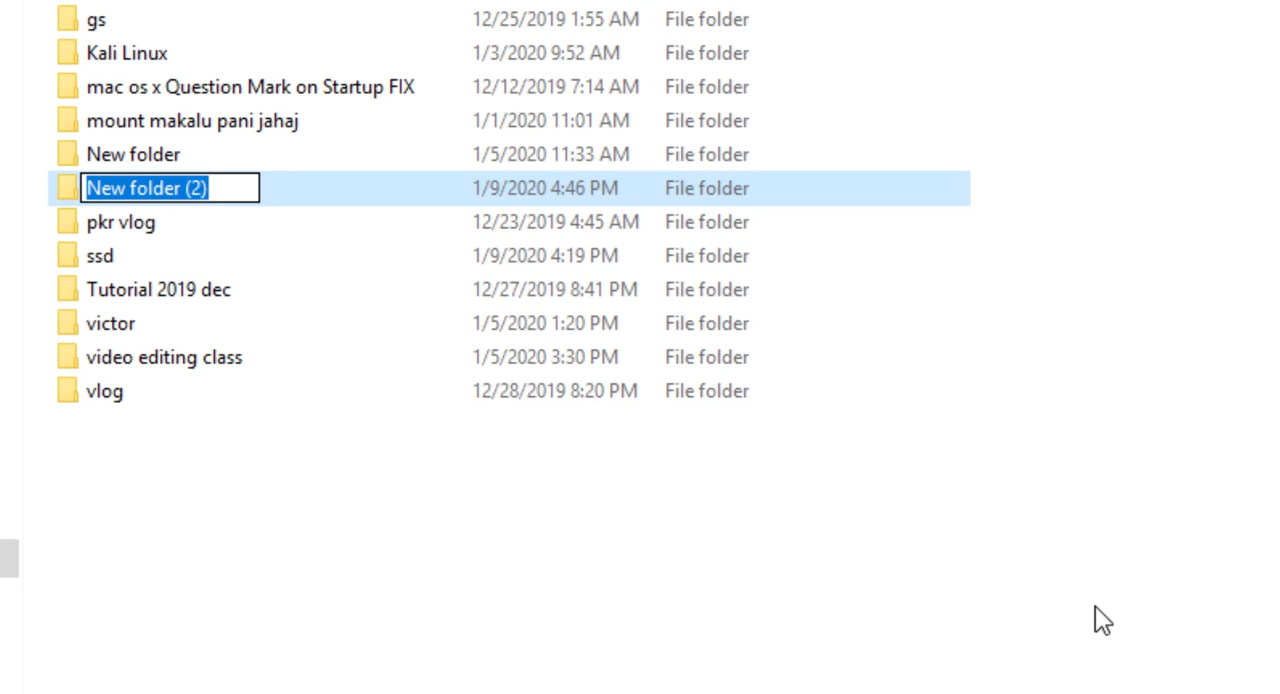 gs 12/25/2019 1:55 AM File folder
Kali Linux 1/3/2020 9:52 AM File folder
mac os x Question Mark on Startup FIX 12/12/2019 7:14 AM File folder
mount makalu pani jahaj 1/1/2020 11:01 AM File folder
New folder 1/5/2020 11:33 AM File folder
New folder (2) 1/9/2020 4:46 PM File folder
pkr vlog 12/23/2019 4:45 AM File folder
ssd 1/9/2020 4:19 PM File folder
Tutorial 2019 dec 12/27/2019 8:41 PM File folder
victor 1/5/2020 1:20 PM File folder
video editing class 1/5/2020 3:30 PM File folder
vlog 12/28/2019 8:20 PM File folder